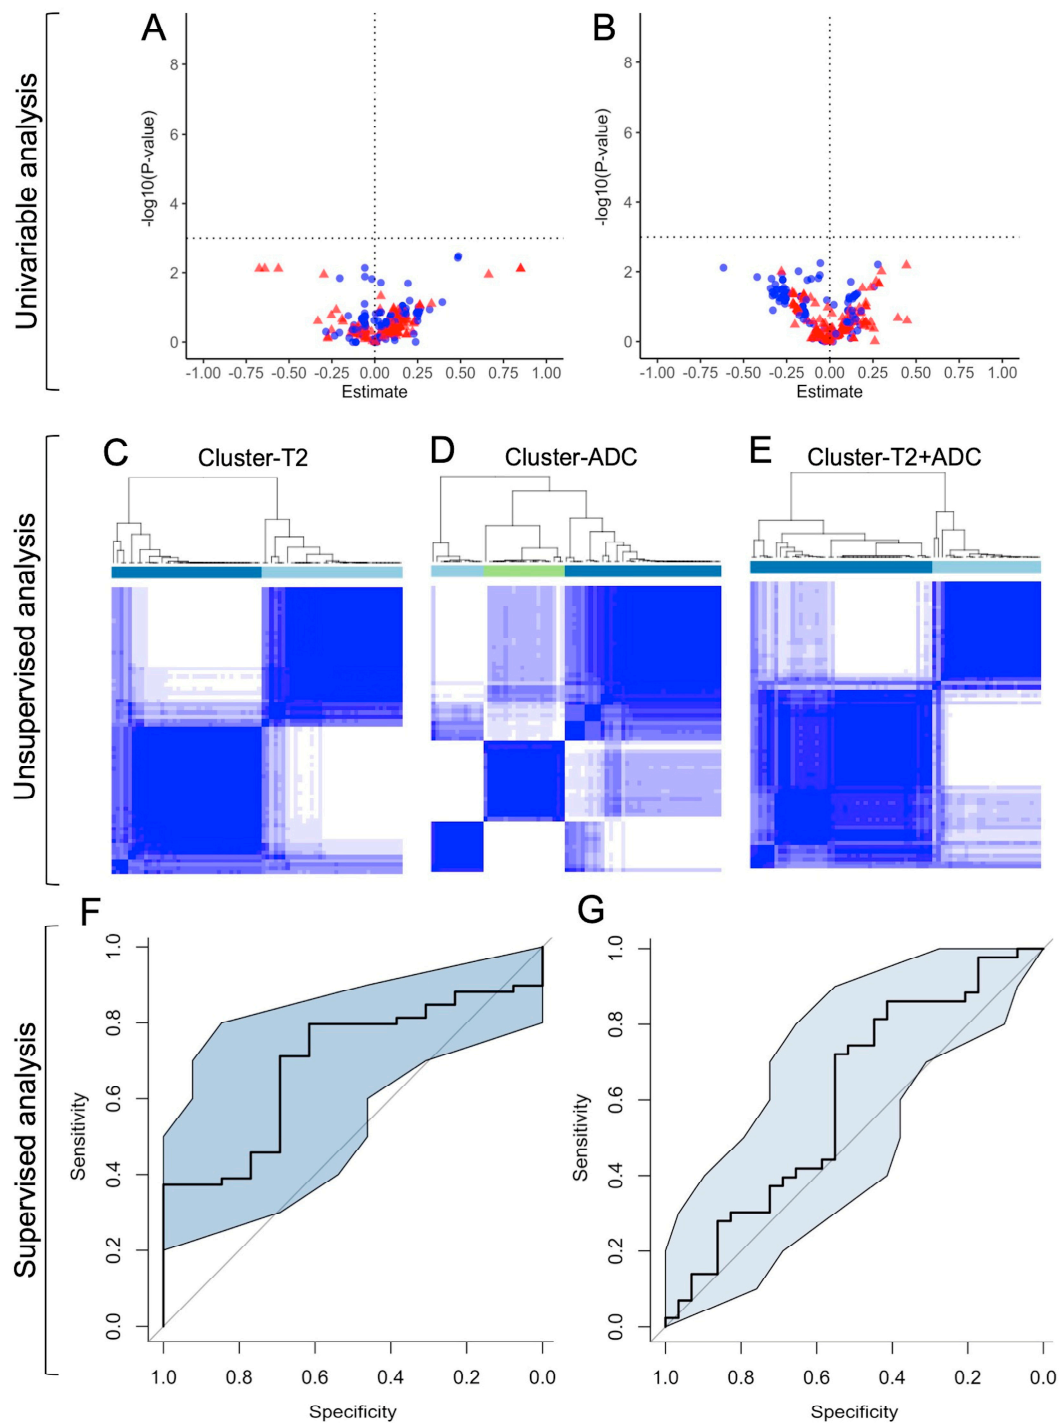 Univariable analysis
A
-log10(P-value)
8
6
4
2
0
-1.00 -0.75 -0.50 -0.25 0.00 0.25 0.50 0.75 1.00
Estimate
B
-log10(P-value)
8
6
4
2
0
-1.00 -0.75 -0.50 -0.25 0.00 0.25 0.50 0.75 1.00
Estimate
Unsupervised analysis
C
Cluster-T2
D
Cluster-ADC
E
Cluster-T2+ADC
Supervised analysis
F
Sensitivity
1.0
0.8
0.6
0.4
0.2
0.0
1.0 0.8 0.6 0.4 0.2 0.0
Specificity
G
Sensitivity
1.0
0.8
0.6
0.4
0.2
0.0
1.0 0.8 0.6 0.4 0.2 0.0
Specificity